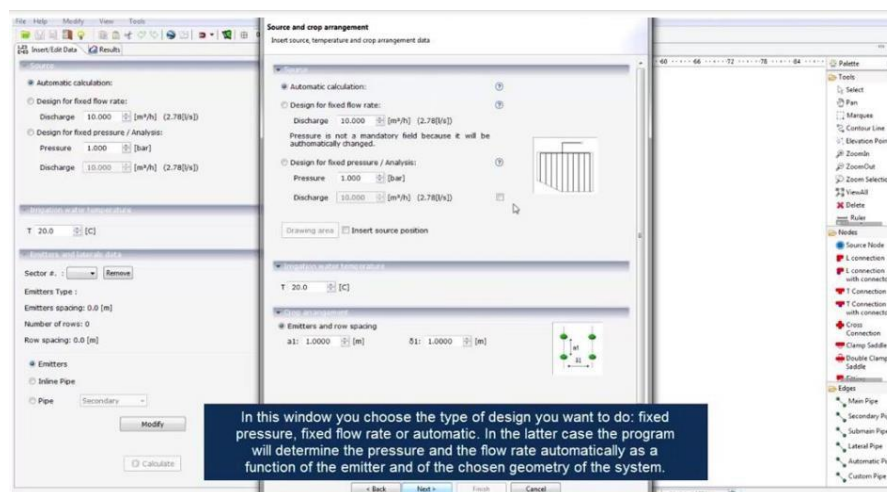 File Help Modify View Tools
Insert/Edit Data Results
Source
Automatic calculation:
Design for fixed flow rate:
Discharge 10.000 [m³/h] (2.78[l/s])
Design for fixed pressure / Analysis:
Pressure 1.000 [bar]
Discharge 10.000 [m³/h] (2.78[l/s])
Irrigation water temperature
T 20.0 [C]
Emitters and laterals data
Sector #. : Remove
Emitters Type :
Emitters spacing: 0.0 [m]
Number of rows: 0
Row spacing: 0.0 [m]
Emitters
Inline Pipe
Pipe Secondary
Modify
Calculate
Source and crop arrangement
Insert source, temperature and crop arrangement data
Source
Automatic calculation:
Design for fixed flow rate:
Discharge 10.000 [m³/h] (2.78[l/s])
Pressure is not a mandatory field because it will be
authomatically changed.
Design for fixed pressure / Analysis:
Pressure 1.000 [bar]
Discharge 10.000 [m³/h] (2.78[l/s])
Drawing area Insert source position
Irrigation water temperature
T 20.0 [C]
Crop arrangement
Emitters and row spacing
a1: 1.0000 [m] δ1: 1.0000 [m]
a1
δ1
In this window you choose the type of design you want to do: fixed
pressure, fixed flow rate or automatic. In the latter case the program
will determine the pressure and the flow rate automatically as a
function of the emitter and of the chosen geometry of the system.
< Back Next > Finish Cancel
60 66 72 78 84
Palette
Tools
Select
Pan
Marquee
Contour Line
Elevation Poin
ZoomIn
ZoomOut
Zoom Selectio
ViewAll
Delete
Ruler
Nodes
Source Node
L connection
L connection
with connecto
T Connection
T Connection
with connecto
Cross
Connection
Clamp Saddle
Double Clamp
Saddle
Edges
Main Pipe
Secondary Pi
Submain Pipe
Lateral Pipe
Automatic Pi
Custom Pipe